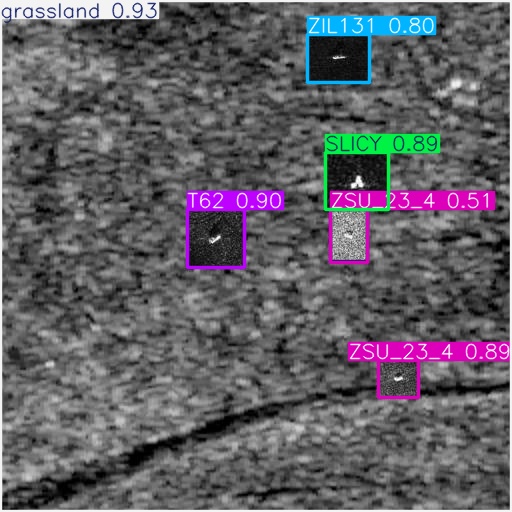 grassland 0.93
ZIL131 0.80
SLICY 0.89
T62 0.90
ZSU_23_4 0.51
ZSU_23_4 0.89